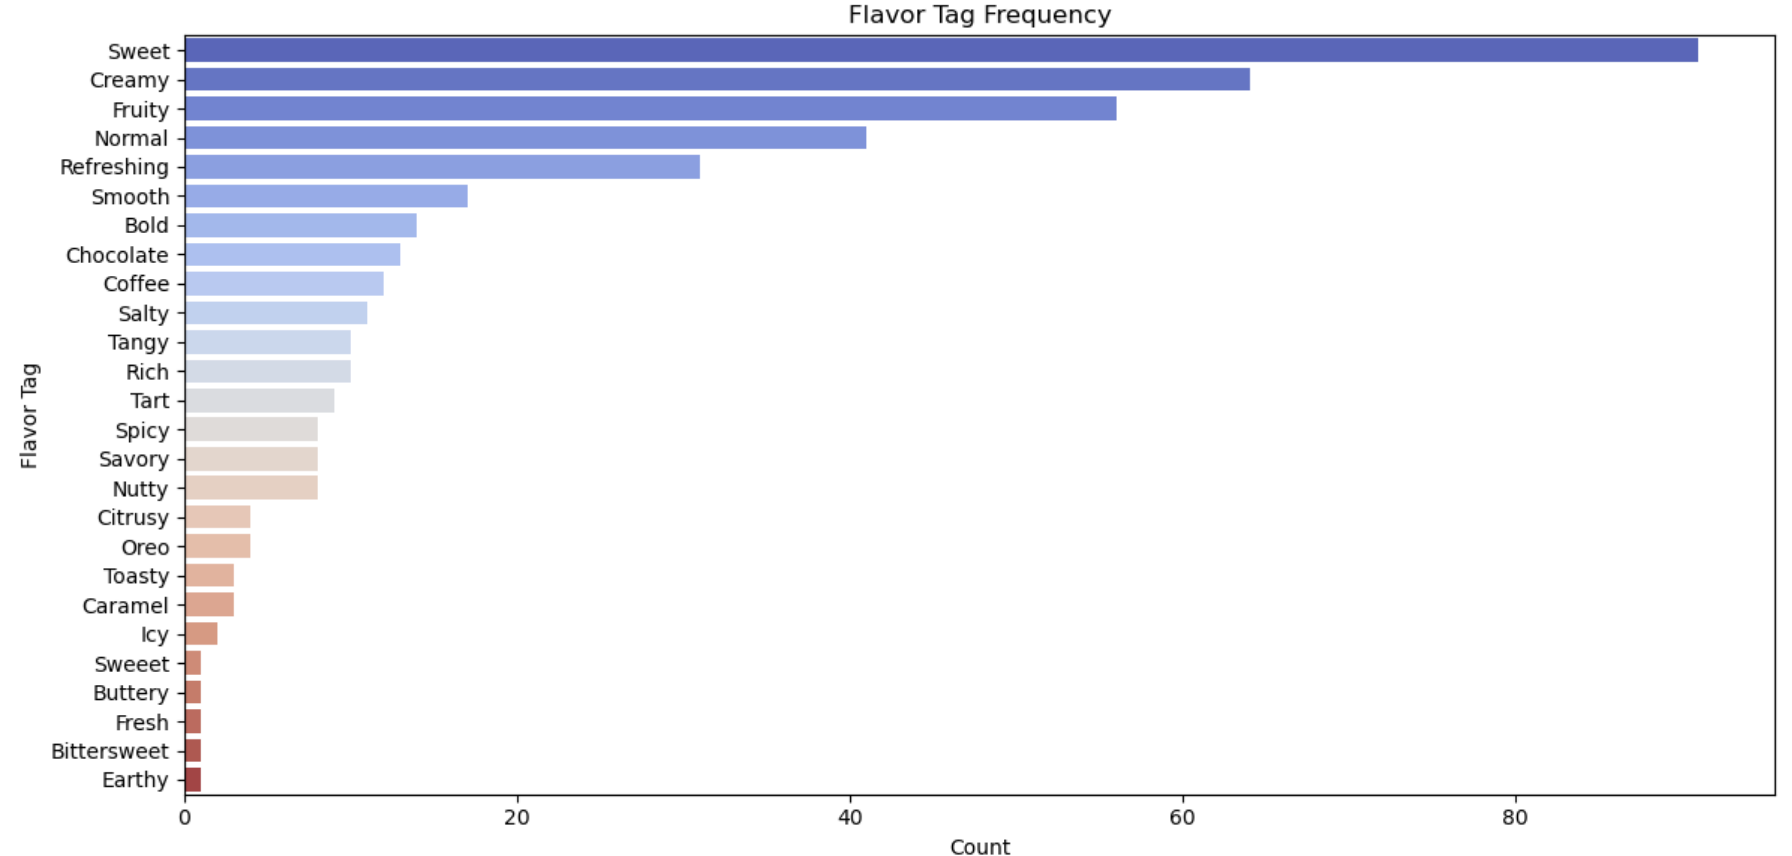 Flavor Tag Frequency
Sweet
Creamy
Fruity
Normal
Refreshing
Smooth
Bold
Chocolate
Coffee
Salty
Tangy
Rich
Tart
Spicy
Savory
Nutty
Citrusy
Oreo
Toasty
Caramel
Icy
Sweeet
Buttery
Fresh
Bittersweet
Earthy
Flavor Tag
0 20 40 60 80
Count